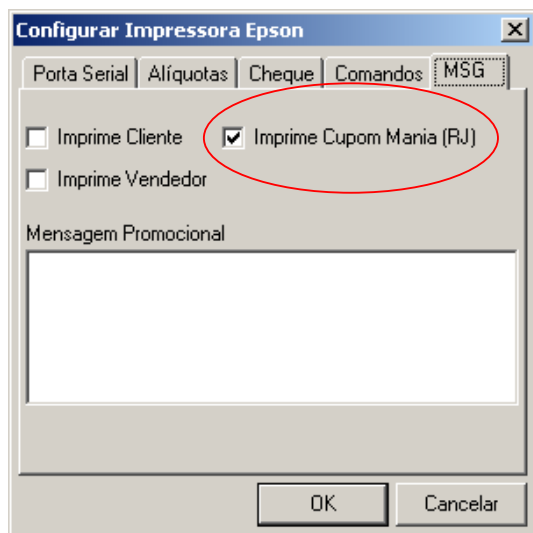 Configurar Impressora Epson
Porta Serial Alíquotas Cheque Comandos MSG
Imprime Cliente Imprime Cupom Mania (RJ)
Imprime Vendedor
Mensagem Promocional
OK Cancelar